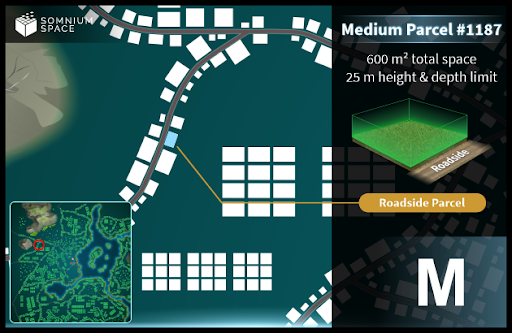 SOMNIUM
SPACE
Medium Parcel #1187
600 m² total space
25 m height & depth limit
Roadside
Roadside Parcel
M